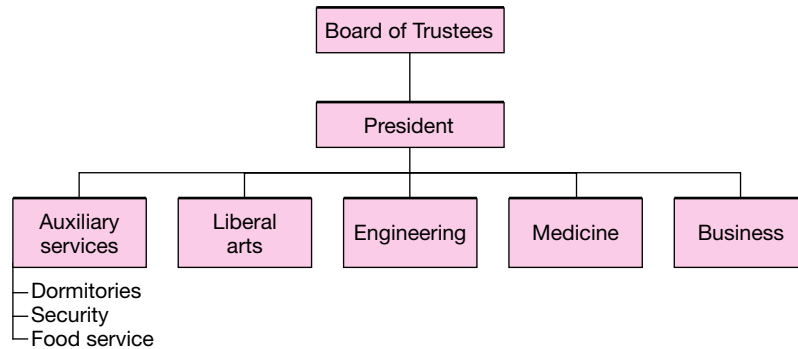 Board of Trustees
President
Auxiliary
services
Liberal
arts
Engineering
Medicine
Business
Dormitories
Security
Food service